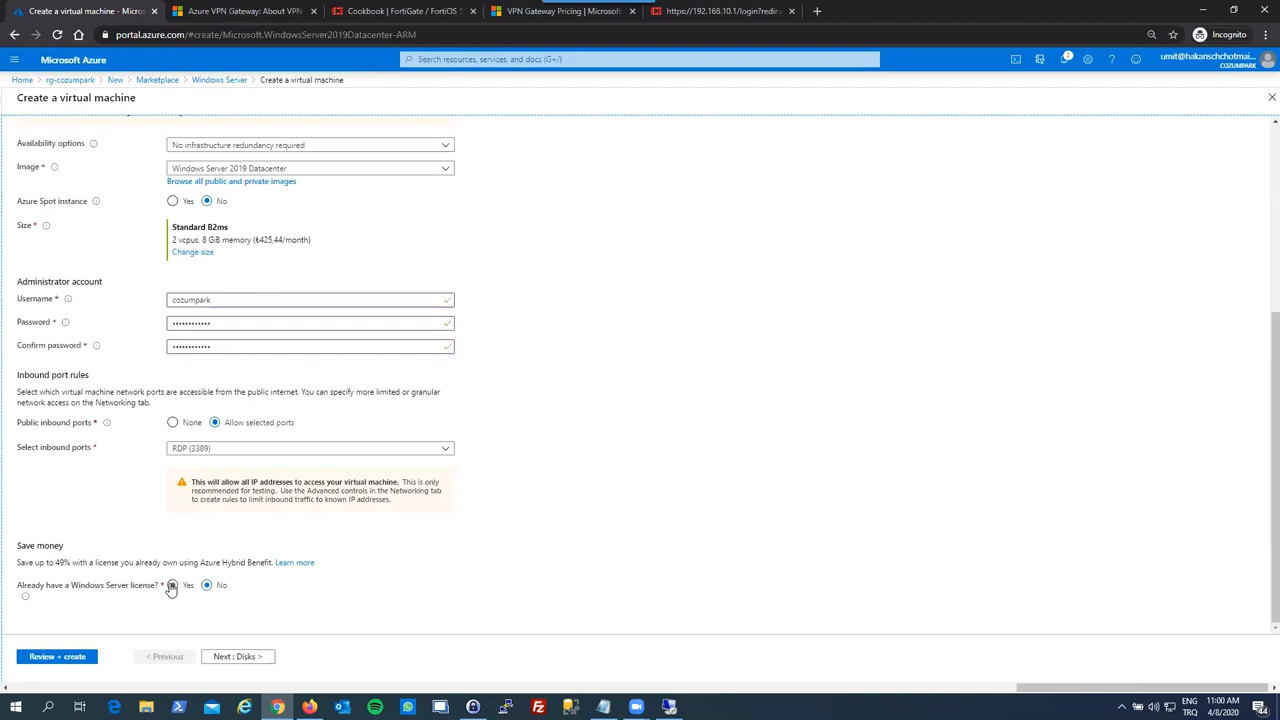 Create a virtual machine - Micros
Azure VPN Gateway: About VPN
Cookbook | FortiGate / FortiOS
VPN Gateway Pricing | Microsoft
https://192.168.10.1/login?redir
portal.azure.com/#create/Microsoft.WindowsServer2019Datacenter-ARM
Incognito
Microsoft Azure
Search resources, services, and docs (G+/)
2
umit@hakanschchotmai...
COZUMPARK
Home > rg-cozumpark > New > Marketplace > Windows Server > Create a virtual machine
Create a virtual machine
Availability options
No infrastructure redundancy required
Image *
Windows Server 2019 Datacenter
Browse all public and private images
Azure Spot instance
Yes No
Size *
Standard B2ms
2 vcpus, 8 GiB memory (₺425,44/month)
Change size
Administrator account
Username *
cozumpark
Password *
Confirm password *
Inbound port rules
Select which virtual machine network ports are accessible from the public internet. You can specify more limited or granular
network access on the Networking tab.
Public inbound ports *
None Allow selected ports
Select inbound ports *
RDP (3389)
This will allow all IP addresses to access your virtual machine. This is only
recommended for testing. Use the Advanced controls in the Networking tab
to create rules to limit inbound traffic to known IP addresses.
Save money
Save up to 49% with a license you already own using Azure Hybrid Benefit. Learn more
Already have a Windows Server license? *
Yes No
Review + create
< Previous
Next : Disks >
ENG
TRQ
11:00 AM
4/8/2020